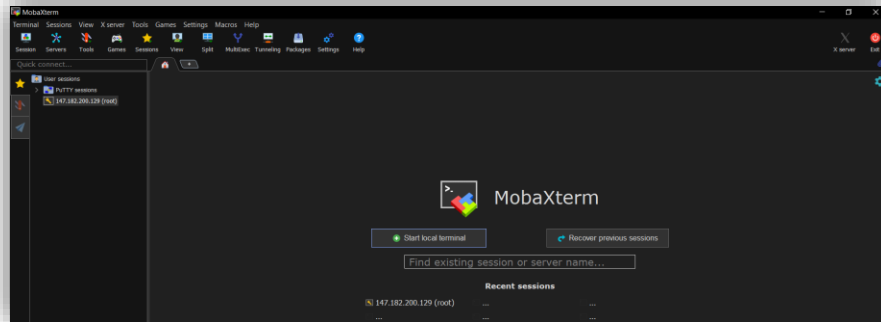 MobaXterm
Terminal Sessions View X server Tools Games Settings Macros Help
Session Servers Tools Games Sessions View Split MultiExec Tunneling Packages Settings Help X server Exit
Quick connect...
User sessions
PuTTY sessions
147.182.200.129 (root)
>_
MobaXterm
Start local terminal Recover previous sessions
Find existing session or server name...
Recent sessions
147.182.200.129 (root) ... ...
... ... ...